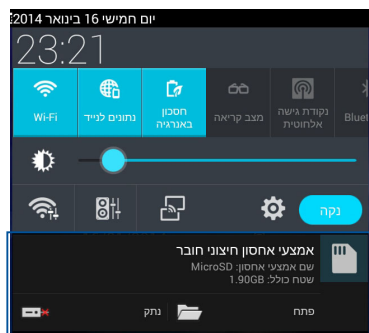 יום חמישי 16 בינואר 2014
23:21
Wi-Fi
נתונים לנייד
חסכון באנרגיה
מצב קריאה
נקודת גישה אלחוטית
Bluet
נקה
אמצעי אחסון חיצוני חובר
שם אמצעי אחסון: MicroSD
שטח כולל: 1.90GB
פתח
נתק